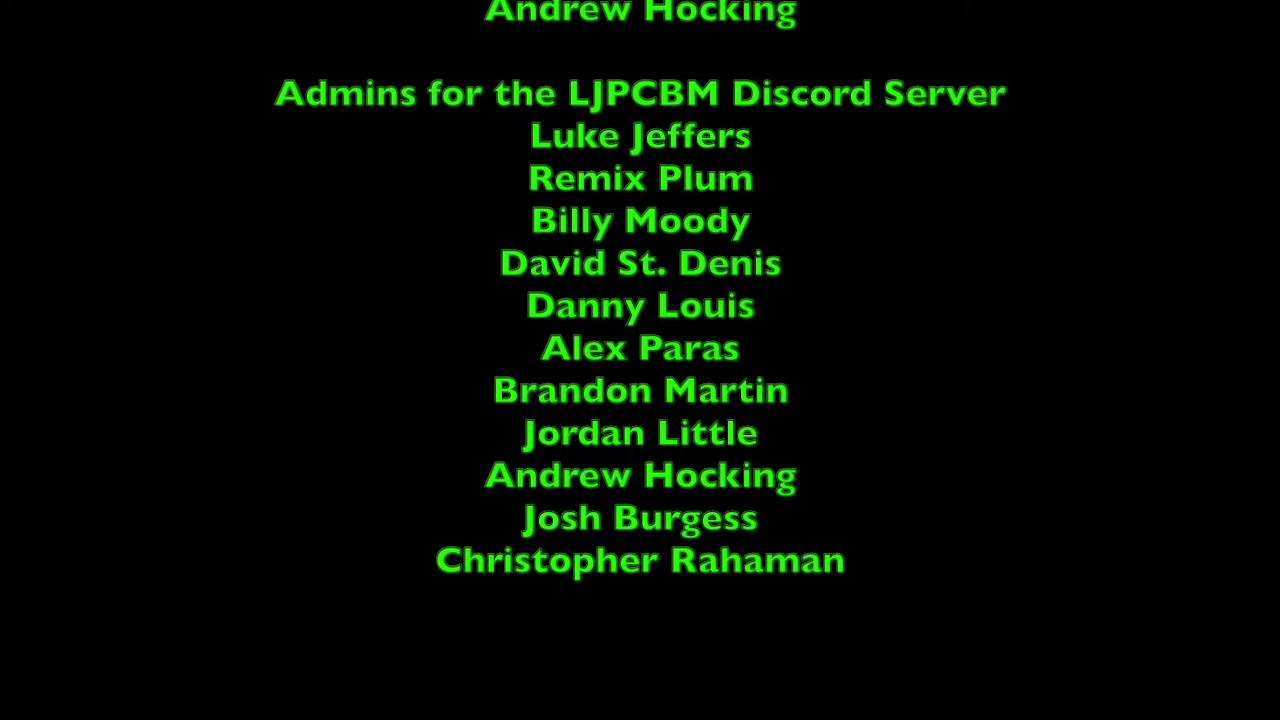 Andrew Hocking
Admins for the LJPCBM Discord Server
Luke Jeffers
Remix Plum
Billy Moody
David St. Denis
Danny Louis
Alex Paras
Brandon Martin
Jordan Little
Andrew Hocking
Josh Burgess
Christopher Rahaman